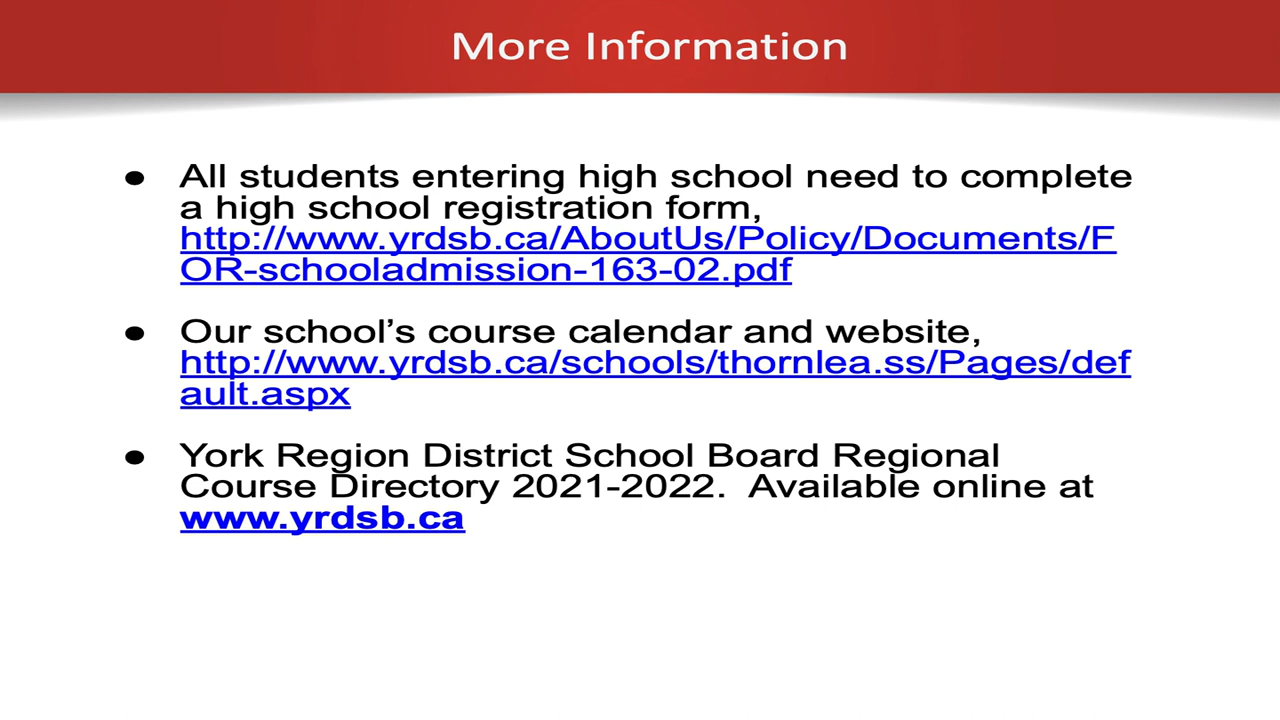 More Information
● All students entering high school need to complete
a high school registration form,
http://www.yrdsb.ca/AboutUs/Policy/Documents/F
OR-schooladmission-163-02.pdf
● Our school’s course calendar and website,
http://www.yrdsb.ca/schools/thornlea.ss/Pages/def
ault.aspx
● York Region District School Board Regional
Course Directory 2021-2022.  Available online at
www.yrdsb.ca